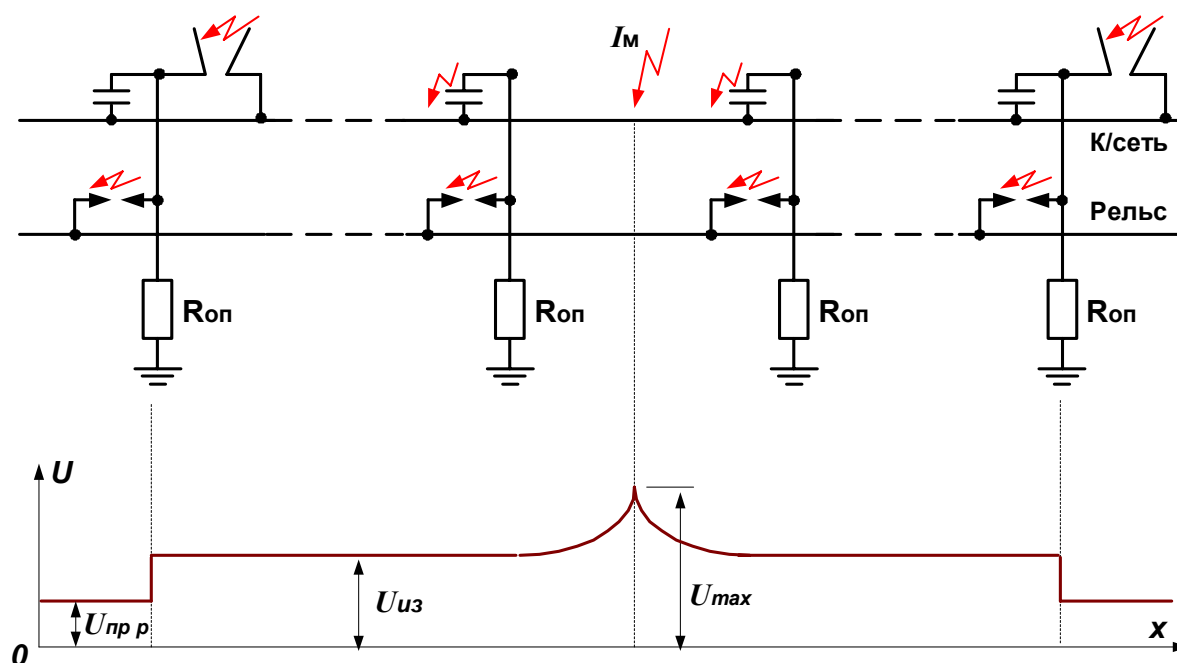 Iм
К/сеть
Рельс
Rоп Rоп Rоп Rоп
U
Uпр р
Uиз
Umax
0
x